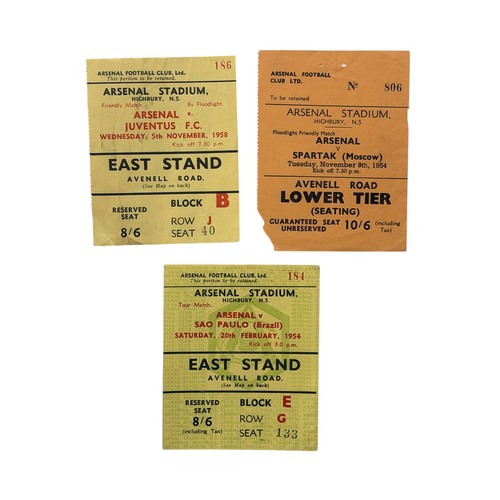 186
ARSENAL FOOTBALL CLUB, Ltd.
This portion to be retained.
ARSENAL STADIUM,
HIGHBURY, N.5.
Friendly Match By Floodlight.
ARSENAL v.
JUVENTUS F.C.
WEDNESDAY, 5th NOVEMBER, 1958
Kick off 7.30 p.m.
EAST STAND
AVENELL ROAD.
(See Map on back)
RESERVED
SEAT
8/6
BLOCK B
ROW J
SEAT 40
ARSENAL FOOTBALL
CLUB LTD.
No 806
To be retained
ARSENAL STADIUM,
HIGHBURY, N.5.
Floodlight Friendly Match
ARSENAL
v
SPARTAK (Moscow)
Tuesday, November 9th, 1954
Kick off 7.30 p.m.
AVENELL ROAD
LOWER TIER
(SEATING)
GUARANTEED SEAT
UNRESERVED
10/6 (including
Tax)
184
ARSENAL FOOTBALL CLUB, Ltd.
This portion to be retained.
ARSENAL STADIUM,
HIGHBURY, N.5.
Tour Match.
ARSENAL v
SAO PAULO (Brazil)
SATURDAY, 20th FEBRUARY, 1954
Kick off 3.0 p.m.
EAST STAND
AVENELL ROAD.
(See Map on back)
RESERVED
SEAT
8/6
(including Tax)
BLOCK E
ROW G
SEAT 133